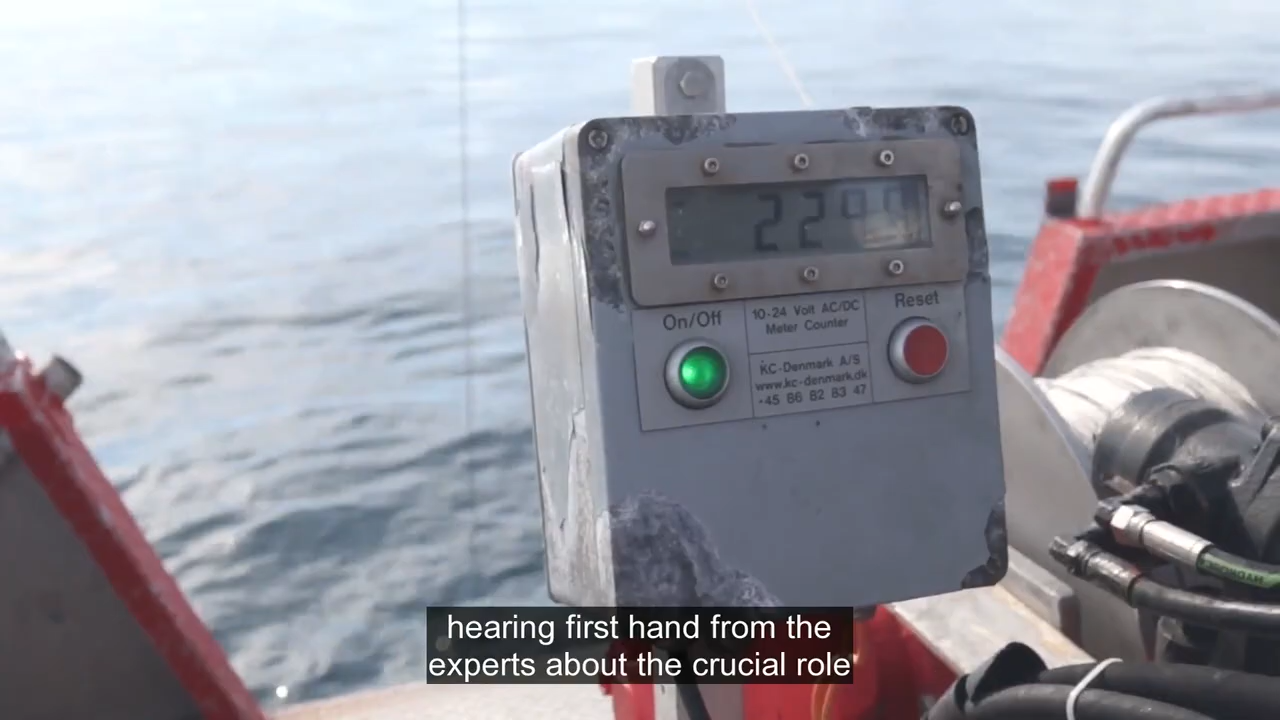 On/Off
10-24 Volt AC/DC
Meter Counter
Reset
KC-Denmark A/S
www.kc-denmark.dk
+45 86 82 83 47
hearing first hand from the
experts about the crucial role